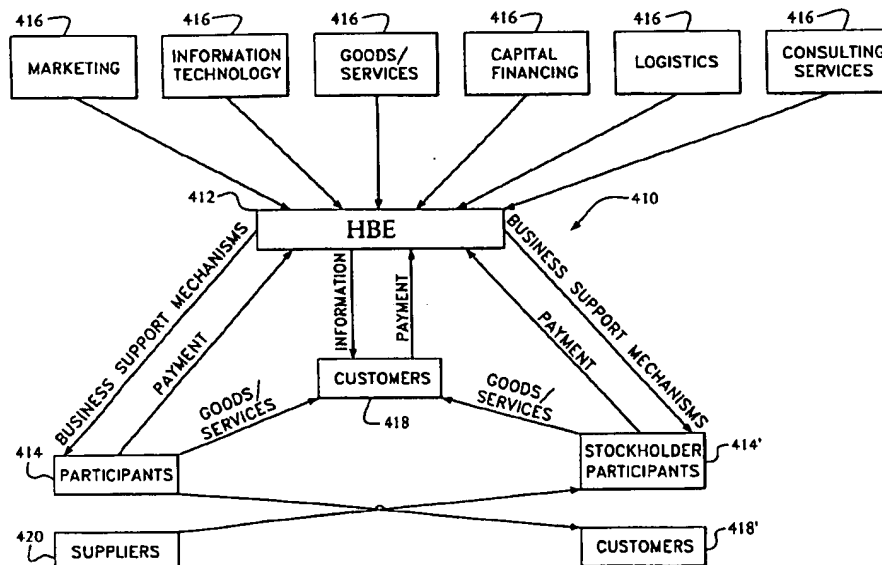 416 416 416 416 416 416
MARKETING
INFORMATION
TECHNOLOGY
GOODS/
SERVICES
CAPITAL
FINANCING
LOGISTICS
CONSULTING
SERVICES
412
HBE
410
BUSINESS SUPPORT MECHANISMS
PAYMENT
INFORMATION
PAYMENT
PAYMENT
BUSINESS SUPPORT MECHANISMS
GOODS/
SERVICES
CUSTOMERS
418
GOODS/
SERVICES
414
PARTICIPANTS
STOCKHOLDER
PARTICIPANTS
414'
420
SUPPLIERS
CUSTOMERS
418'